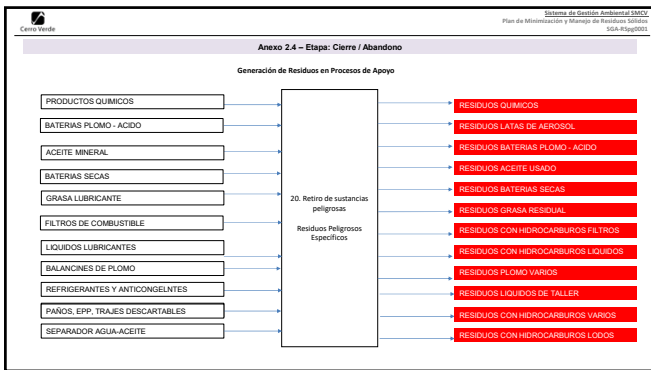 Cerro Verde
Sistema de Gestión Ambiental SMCV
Plan de Minimización y Manejo de Residuos Sólidos
SGA-RSpg0001
Anexo 2.4 – Etapa: Cierre / Abandono
Generación de Residuos en Procesos de Apoyo
PRODUCTOS QUIMICOS
BATERIAS PLOMO - ACIDO
ACEITE MINERAL
BATERIAS SECAS
GRASA LUBRICANTE
FILTROS DE COMBUSTIBLE
LIQUIDOS LUBRICANTES
BALANCINES DE PLOMO
REFRIGERANTES Y ANTICONGELNTES
PAÑOS, EPP, TRAJES DESCARTABLES
SEPARADOR AGUA-ACEITE
20. Retiro de sustancias
peligrosas
Residuos Peligrosos
Específicos
RESIDUOS QUIMICOS
RESIDUOS LATAS DE AEROSOL
RESIDUOS BATERIAS PLOMO - ACIDO
RESIDUOS ACEITE USADO
RESIDUOS BATERIAS SECAS
RESIDUOS GRASA RESIDUAL
RESIDUOS CON HIDROCARBUROS FILTROS
RESIDUOS CON HIDROCARBUROS LIQUIDOS
RESIDUOS PLOMO VARIOS
RESIDUOS LIQUIDOS DE TALLER
RESIDUOS CON HIDROCARBUROS VARIOS
RESIDUOS CON HIDROCARBUROS LODOS